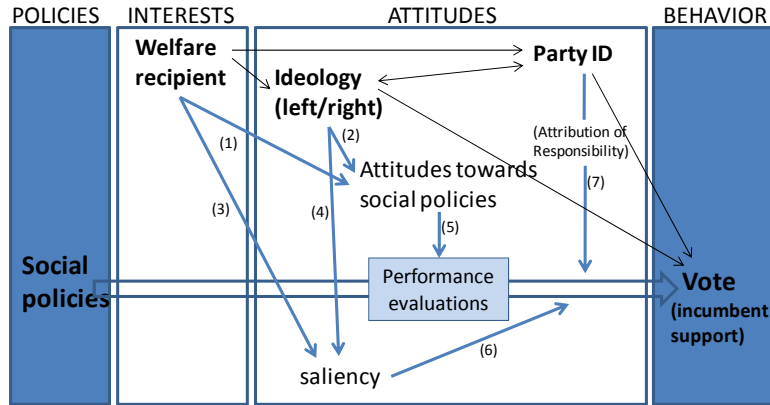 POLICIES
INTERESTS
ATTITUDES
BEHAVIOR
Welfare
recipient
Ideology
(left/right)
Party ID
(1)
(2)
(Attribution of
Responsibility)
Attitudes towards
social policies
(3)
(4)
(5)
(7)
Social
policies
Performance
evaluations
Vote
(incumbent
support)
(6)
saliency